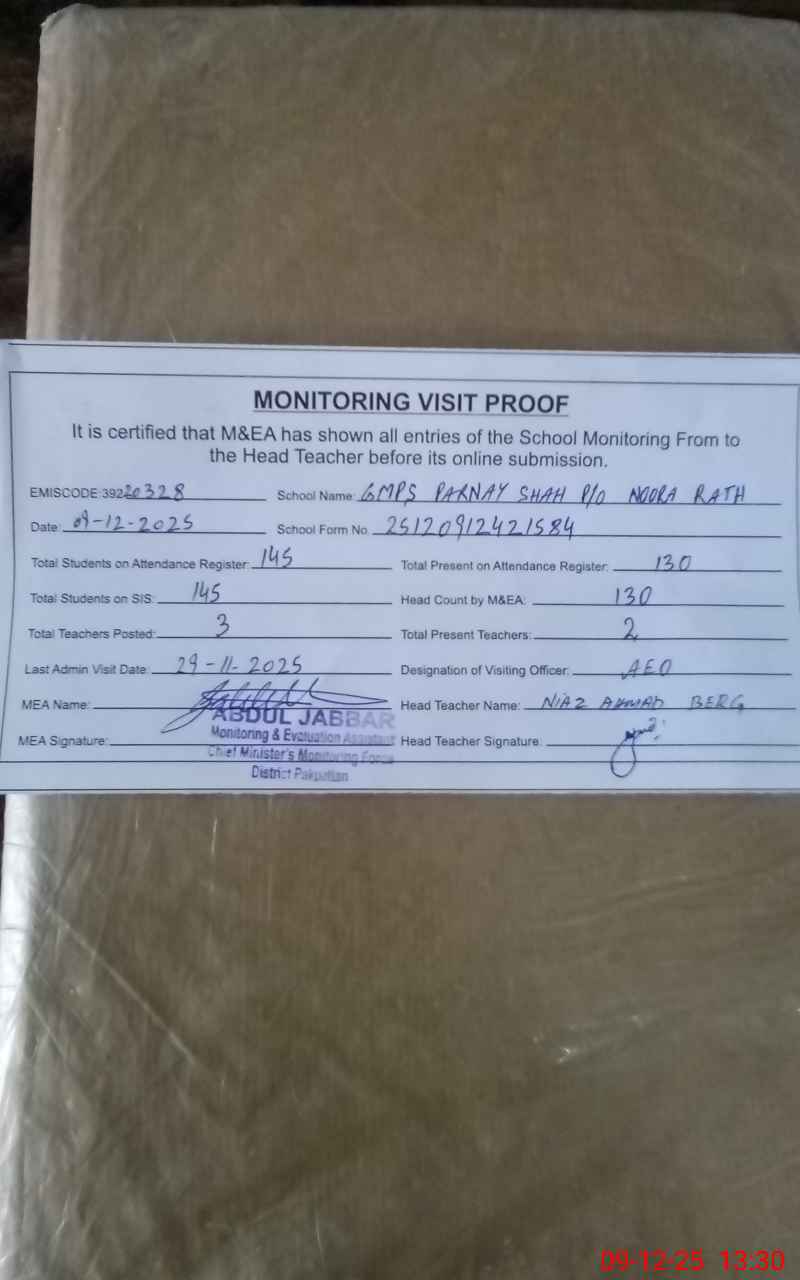 MONITORING VISIT PROOF
It is certified that M&EA has shown all entries of the School Monitoring From to
the Head Teacher before its online submission.
EMISCODE:39220328 School Name: GMPS PARNAY SHAH P/O NOORA RATH
Date: 09-12-2025 School Form No. 25120912421584
Total Students on Attendance Register: 145 Total Present on Attendance Register: 130
Total Students on SIS: 145 Head Count by M&EA: 130
Total Teachers Posted: 3 Total Present Teachers: 2
Last Admin Visit Date: 29-11-2025 Designation of Visiting Officer: AEO
MEA Name: Head Teacher Name: NIAZ AHMAD BERG
ABDUL JABBAR
Monitoring & Evaluation Assistant
MEA Signature: Head Teacher Signature:
Chief Minister's Monitoring Force
District Pakpattan
09-12-25 13:30